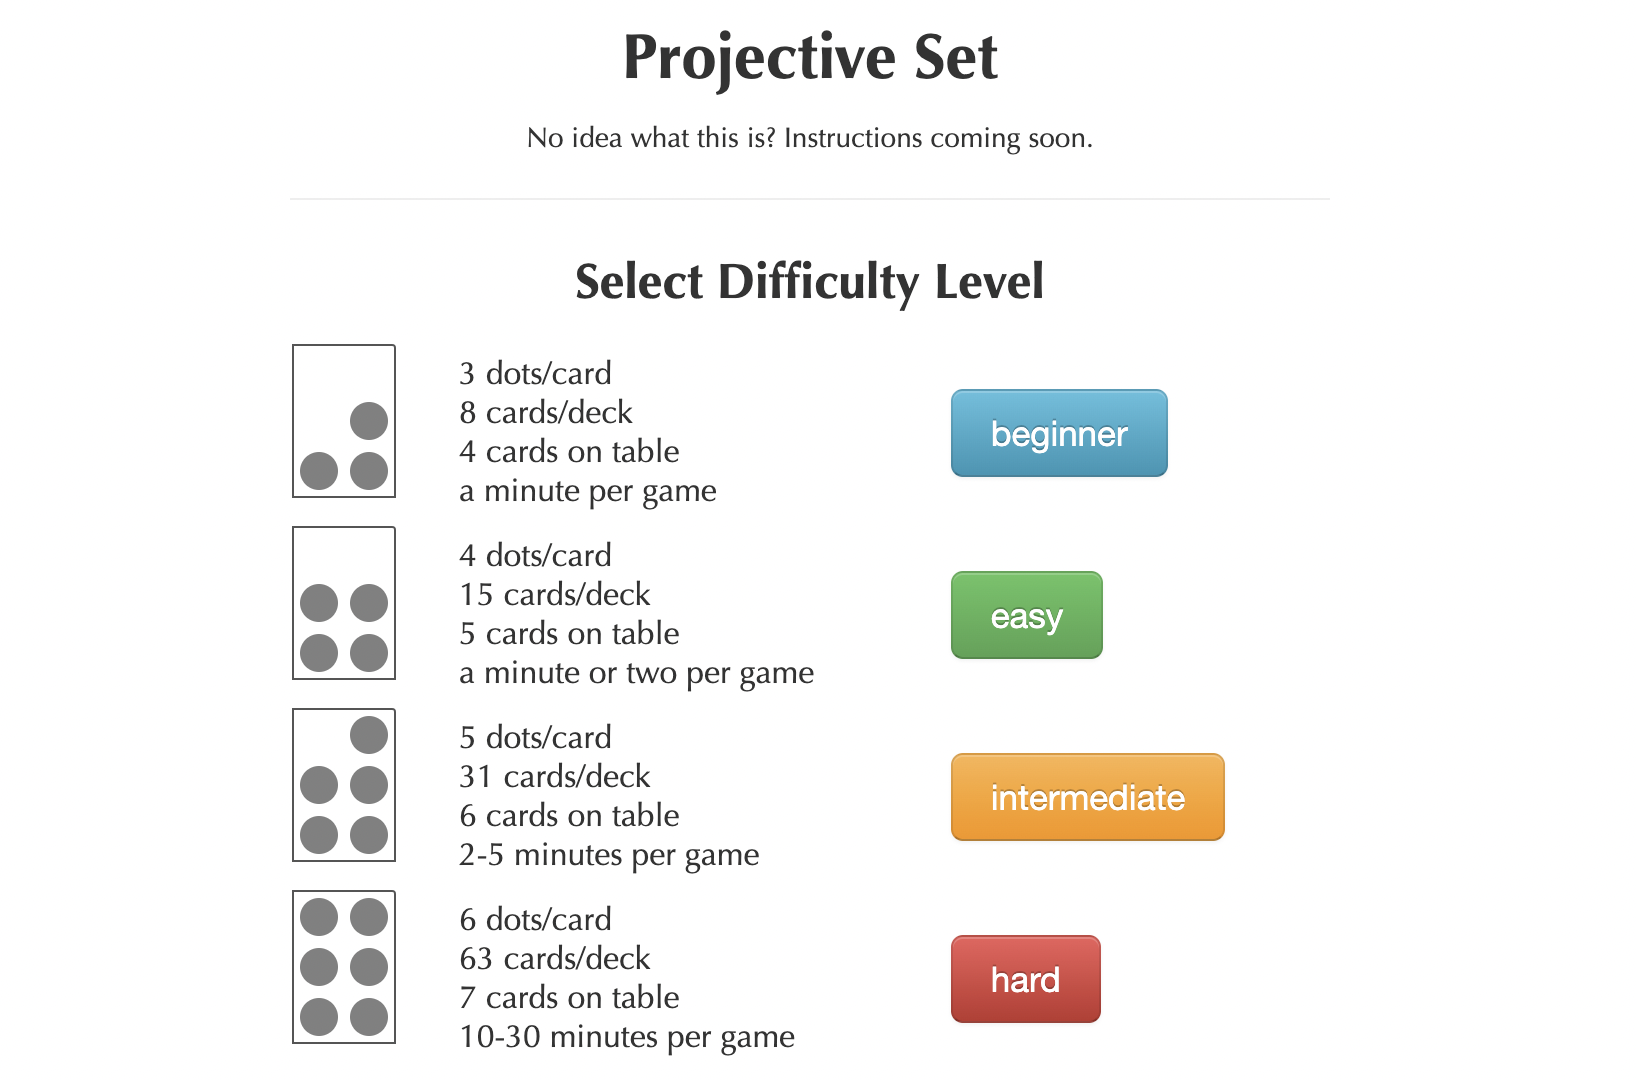 Projective Set
No idea what this is? Instructions coming soon.
Select Difficulty Level
3 dots/card
8 cards/deck
4 cards on table
a minute per game
beginner
4 dots/card
15 cards/deck
5 cards on table
a minute or two per game
easy
5 dots/card
31 cards/deck
6 cards on table
2-5 minutes per game
intermediate
6 dots/card
63 cards/deck
7 cards on table
10-30 minutes per game
hard